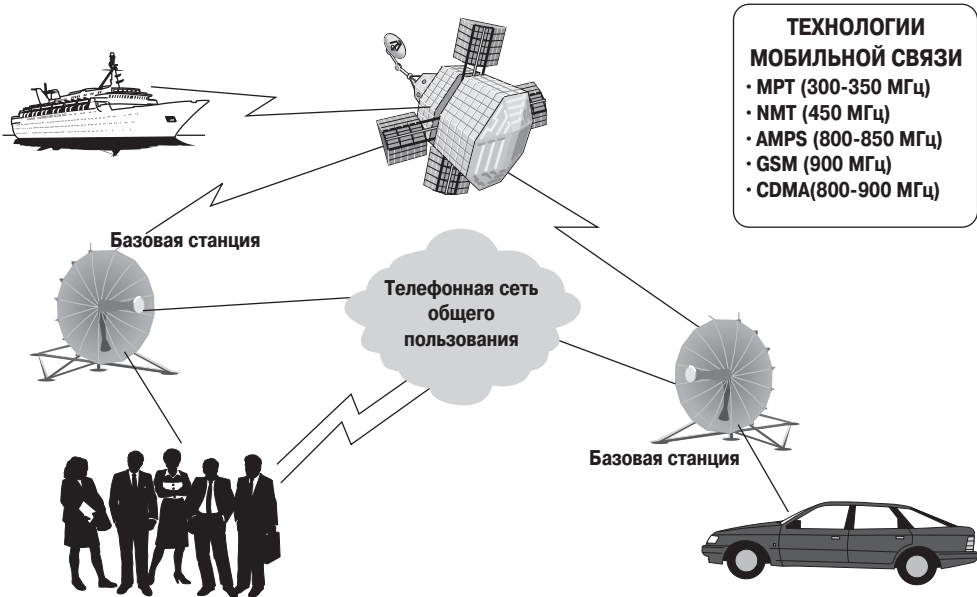 ТЕХНОЛОГИИ
МОБИЛЬНОЙ СВЯЗИ
· MPT (300-350 МГц)
· NMT (450 МГц)
· AMPS (800-850 МГц)
· GSM (900 МГц)
· CDMA(800-900 МГц)
Базовая станция
Телефонная сеть
общего
пользования
Базовая станция